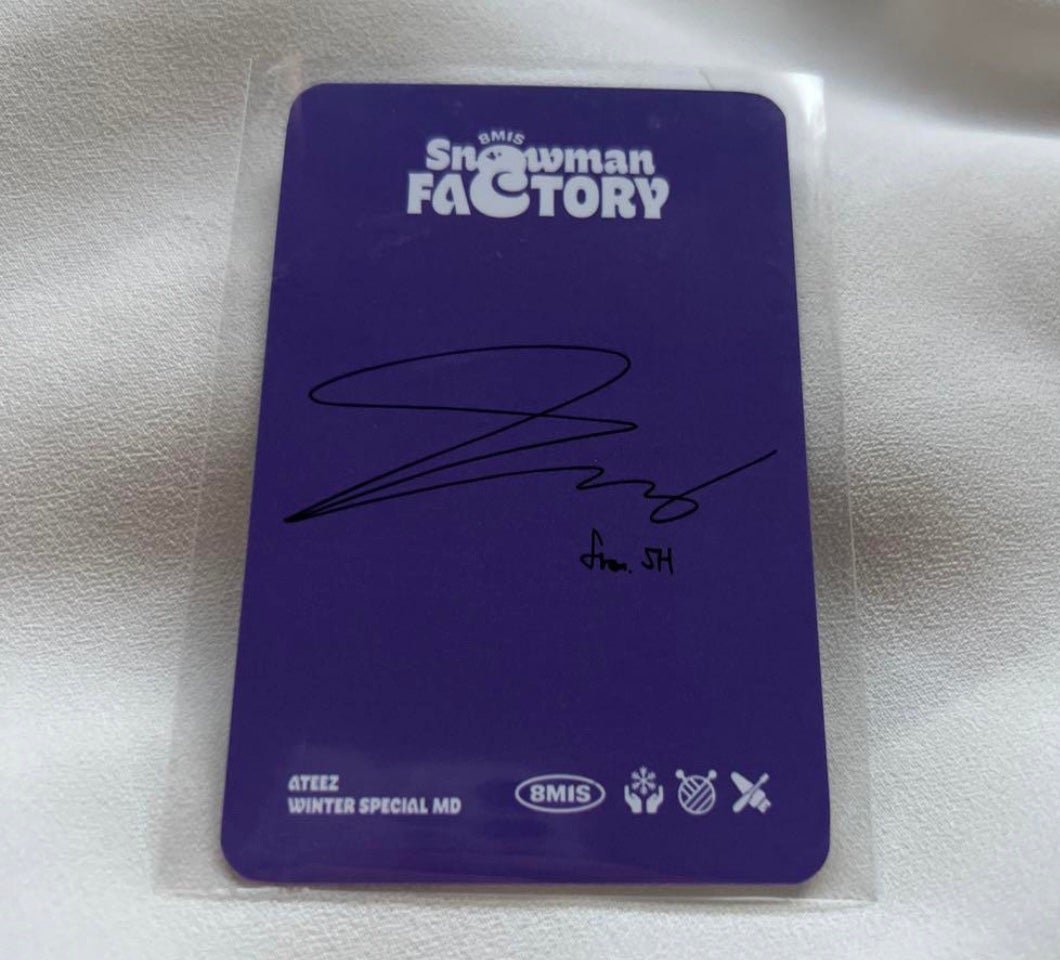 8MIS
Snowman
FACTORY
from. SH
ATEEZ
WINTER SPECIAL MD
8MIS